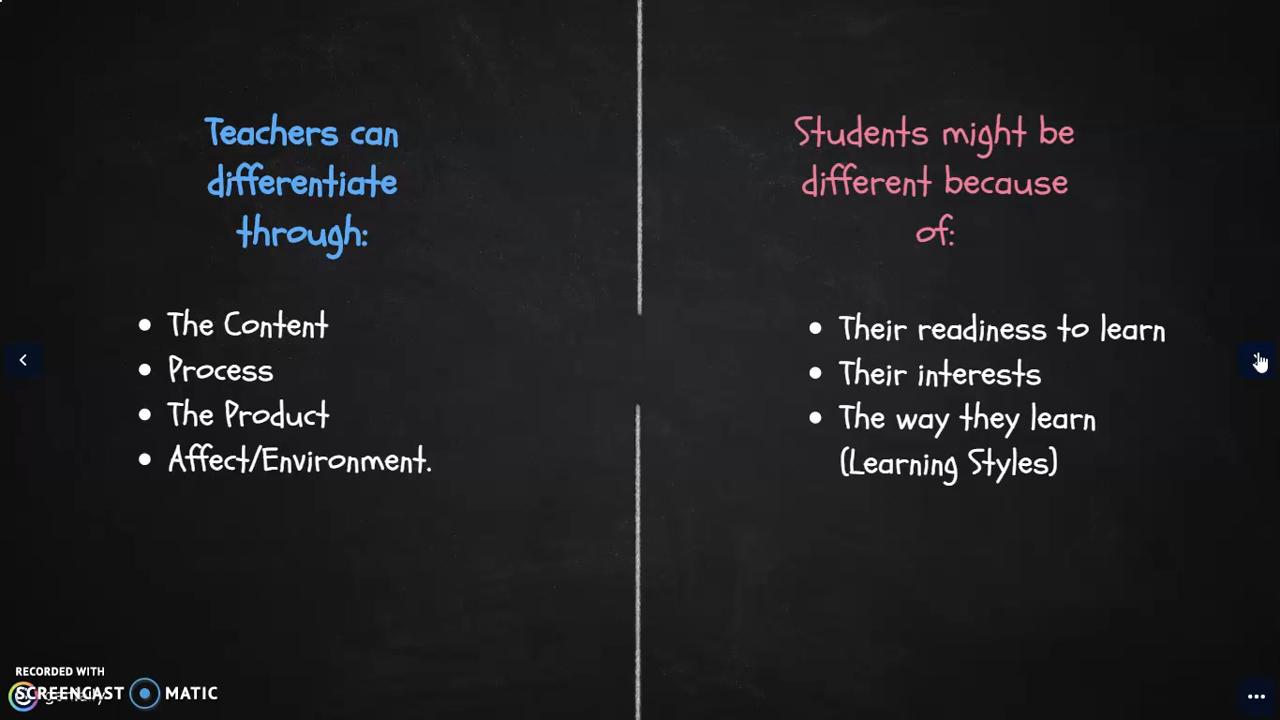 Teachers can
differentiate
through:
• The Content
• Process
• The Product
• Affect/Environment.
Students might be
different because
of:
• Their readiness to learn
• Their interests
• The way they learn
(Learning Styles)
RECORDED WITH
SCREENCAST MATIC